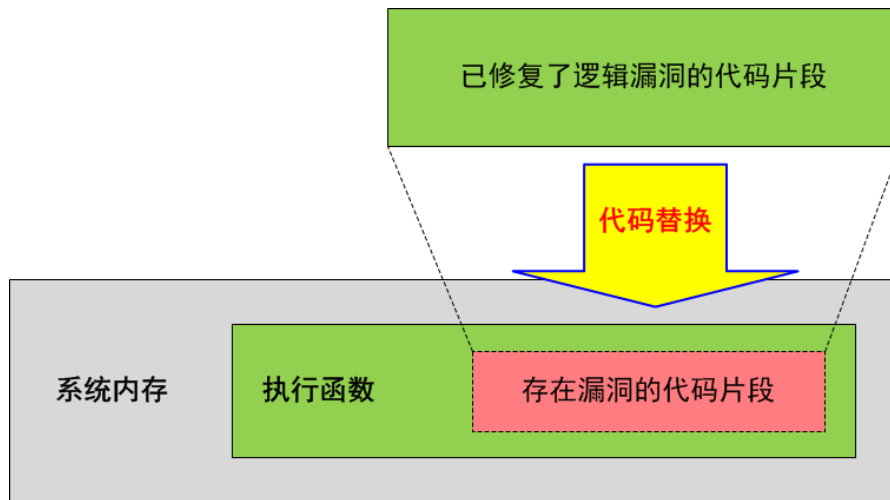 已修复了逻辑漏洞的代码片段
代码替换
系统内存
执行函数
存在漏洞的代码片段